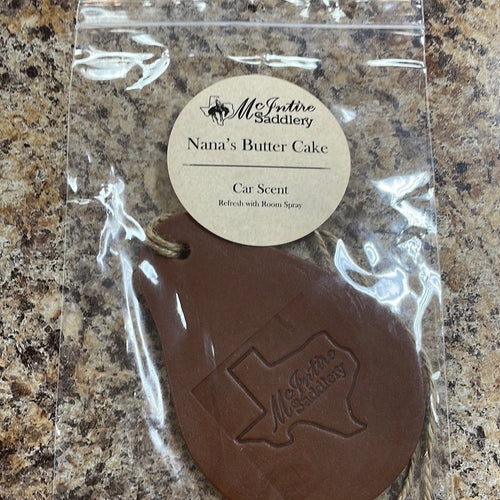 McIntire
Saddlery
Nana's Butter Cake
Car Scent
Refresh with Room Spray
McIntire
Saddlery